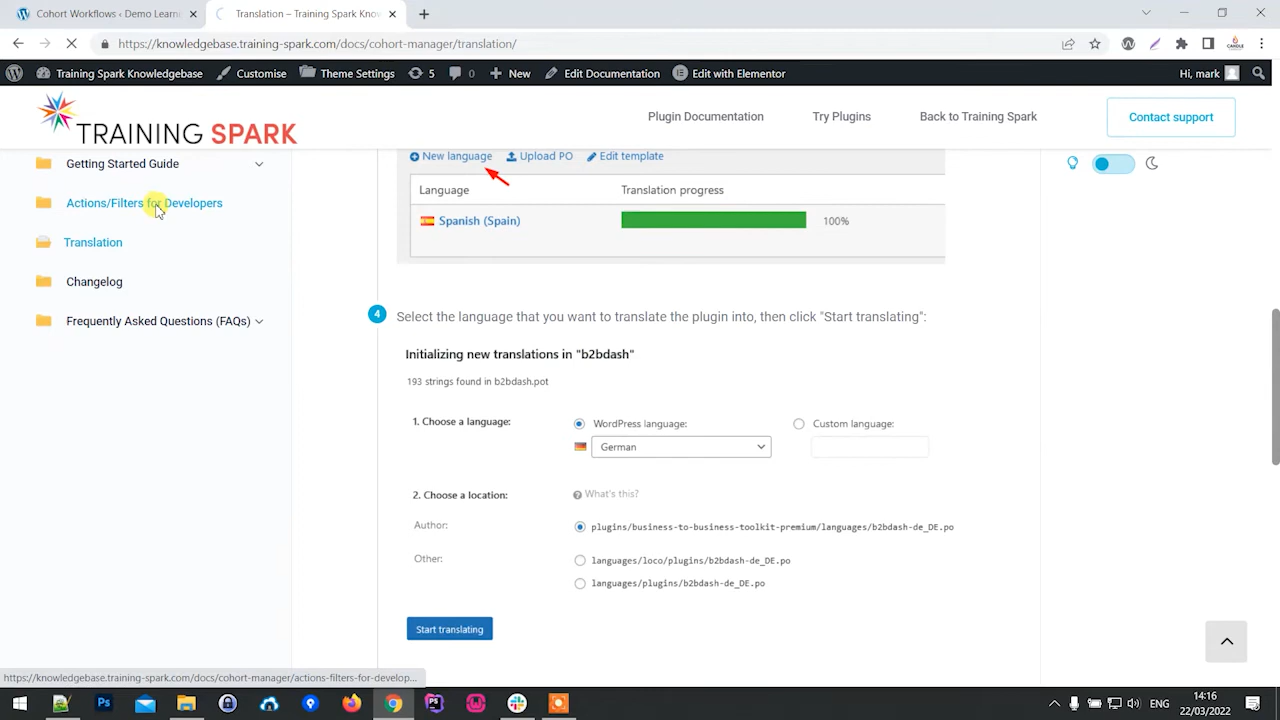 Cohort Workflows – Demo Learni
Translation – Training Spark Kno
https://knowledgebase.training-spark.com/docs/cohort-manager/translation/
Training Spark Knowledgebase
Customise
Theme Settings
5
0
New
Edit Documentation
Edit with Elementor
Hi, mark
TRAINING SPARK
Plugin Documentation
Try Plugins
Back to Training Spark
Contact support
Getting Started Guide
Actions/Filters for Developers
Translation
Changelog
Frequently Asked Questions (FAQs)
New language
Upload PO
Edit template
Language
Translation progress
Spanish (Spain)
100%
4
Select the language that you want to translate the plugin into, then click "Start translating":
Initializing new translations in "b2bdash"
193 strings found in b2bdash.pot
1. Choose a language:
WordPress language:
Custom language:
German
2. Choose a location:
What's this?
Author:
plugins/business-to-business-toolkit-premium/languages/b2bdash-de_DE.po
Other:
languages/loco/plugins/b2bdash-de_DE.po
languages/plugins/b2bdash-de_DE.po
Start translating
https://knowledgebase.training-spark.com/docs/cohort-manager/actions-filters-for-develop...
ENG
14:16
22/03/2022